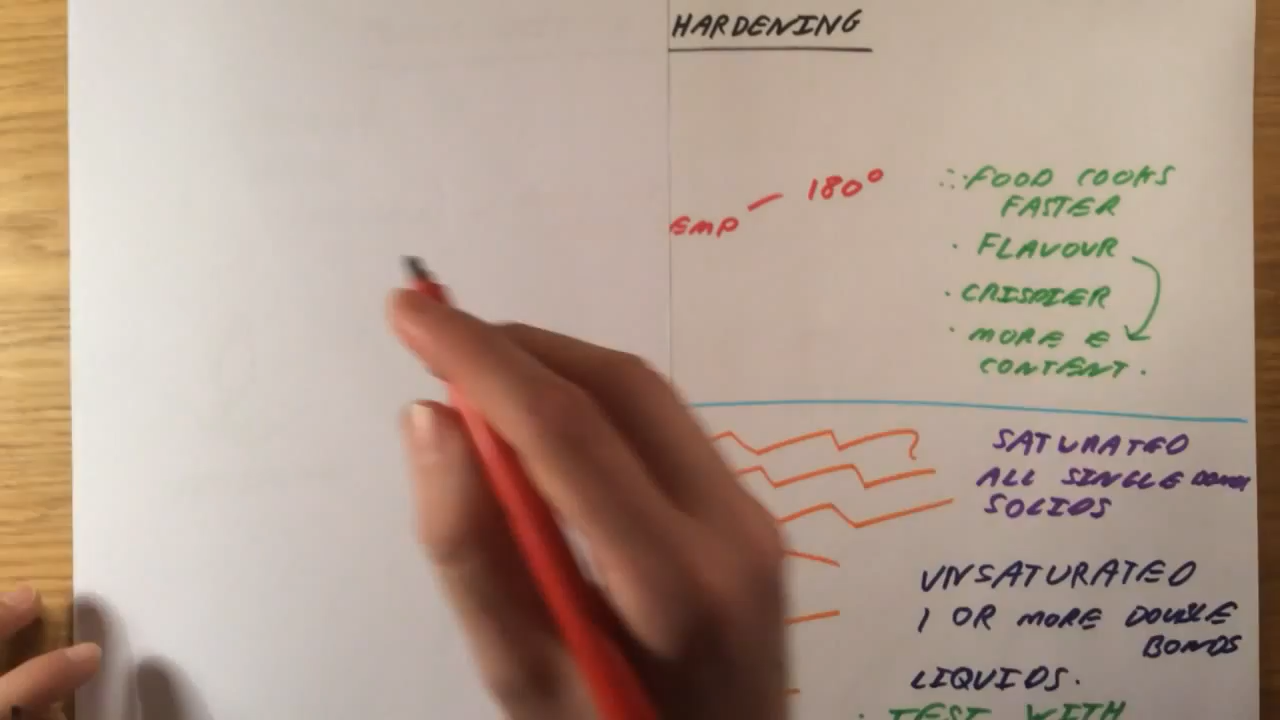 HARDENING
180°
EMP
∴ FOOD COOKS
FASTER
· FLAVOUR
· CRISPIER
· MORE E
CONTENT.
SATURATED
ALL SINGLE BONDS
SOLIDS
UNSATURATED
1 OR MORE DOUBLE
BONDS
LIQUIDS.
· TEST WITH